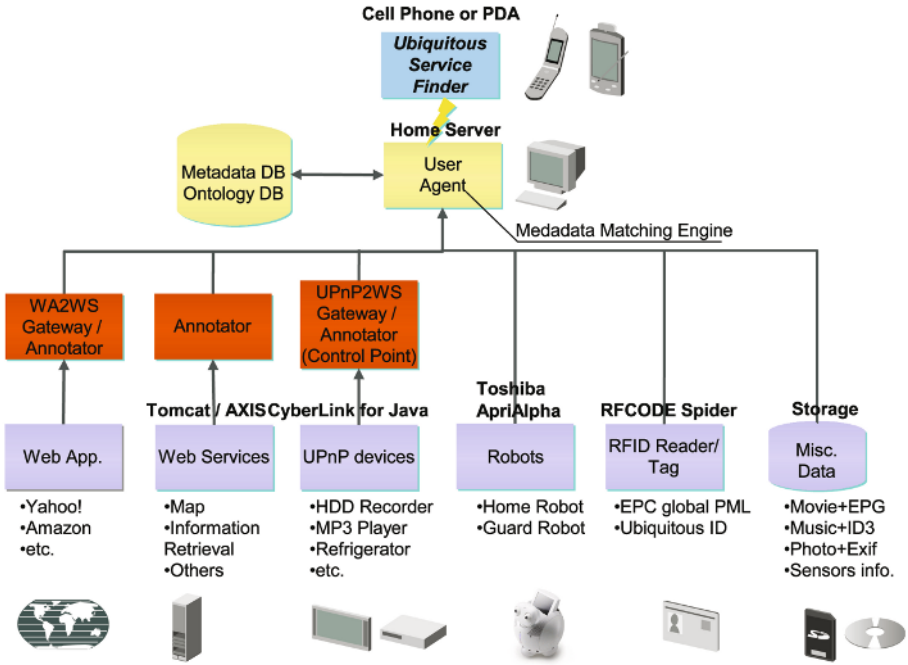 Cell Phone or PDA
Ubiquitous
Service
Finder
Home Server
User
Agent
Metadata DB
Ontology DB
Medadata Matching Engine
WA2WS
Gateway /
Annotator
Annotator
UPnP2WS
Gateway /
Annotator
(Control Point)
Tomcat / AXIS
CyberLink for Java
Toshiba
ApriAlpha
RFCODE Spider
Storage
Web App.
Web Services
UPnP devices
Robots
RFID Reader/
Tag
Misc.
Data
•Yahoo!
•Amazon
•etc.
•Map
•Information
Retrieval
•Others
•HDD Recorder
•MP3 Player
•Refrigerator
•etc.
•Home Robot
•Guard Robot
•EPC global PML
•Ubiquitous ID
•Movie+EPG
•Music+ID3
•Photo+Exif
•Sensors info.